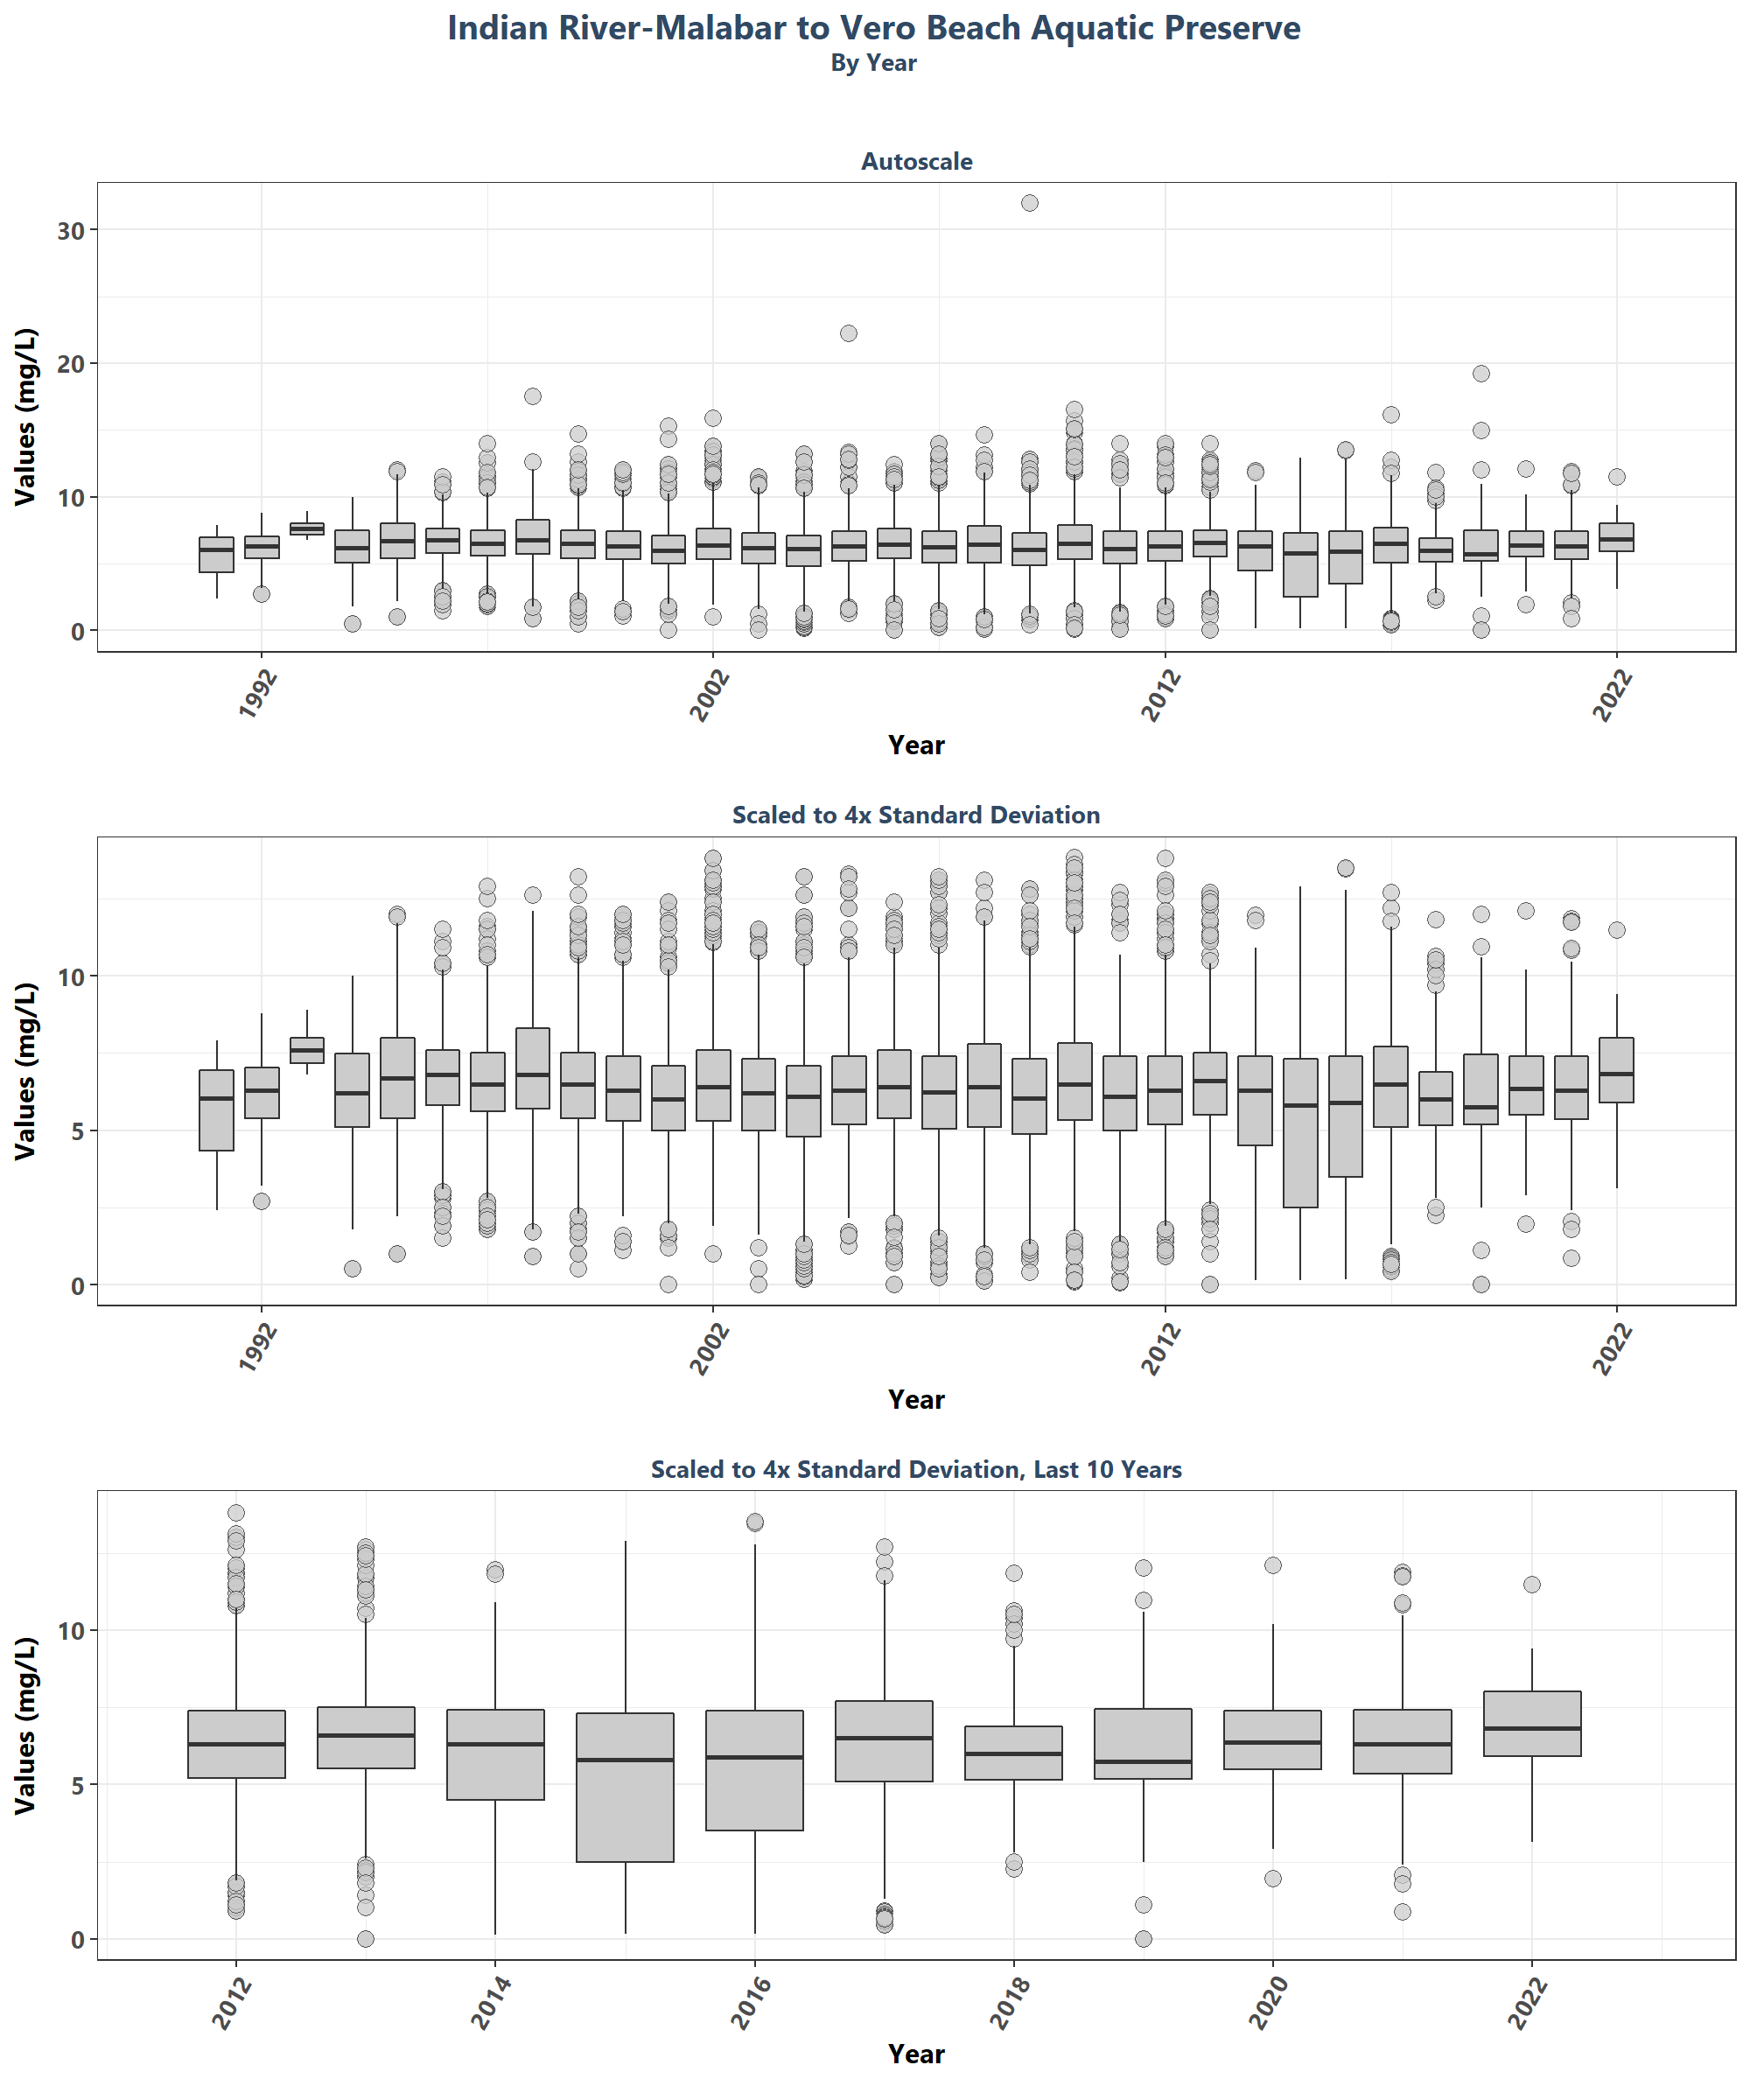 Indian River-Malabar to Vero Beach Aquatic Preserve
By Year
Autoscale
Values (mg/L)
30
20
10
0
1992
2002
2012
2022
Year
Scaled to 4x Standard Deviation
Values (mg/L)
10
5
0
1992
2002
2012
2022
Year
Scaled to 4x Standard Deviation, Last 10 Years
Values (mg/L)
10
5
0
2012
2014
2016
2018
2020
2022
Year